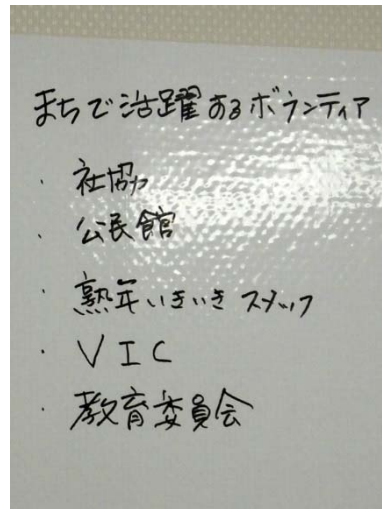 まちで活躍するボランティア
・社協
・公民館
・熟年いきいきスタッフ
・VIC
・教育委員会